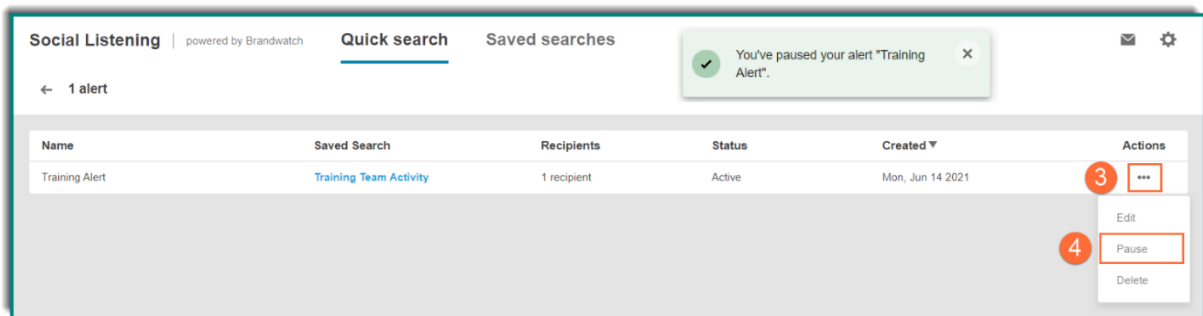 Social Listening | powered by Brandwatch Quick search Saved searches
You've paused your alert "Training
Alert".
← 1 alert
Name Saved Search Recipients Status Created ▼ Actions
Training Alert Training Team Activity 1 recipient Active Mon, Jun 14 2021 3 •••
Edit
4 Pause
Delete